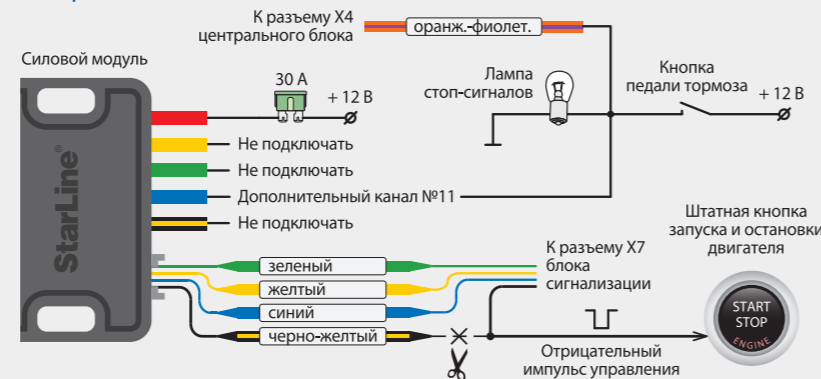 К разъему X4
центрального блока
оранж.-фиолет.
Силовой модуль
30 А
+ 12 В
Лампа
стоп-сигналов
Кнопка
педали тормоза
+ 12 В
Не подключать
Не подключать
Дополнительный канал №11
Не подключать
StarLine®
Штатная кнопка
запуска и остановки
двигателя
зеленый
желтый
синий
черно-желтый
К разъему X7
блока
сигнализации
START
STOP
ENGINE
Отрицательный
импульс управления